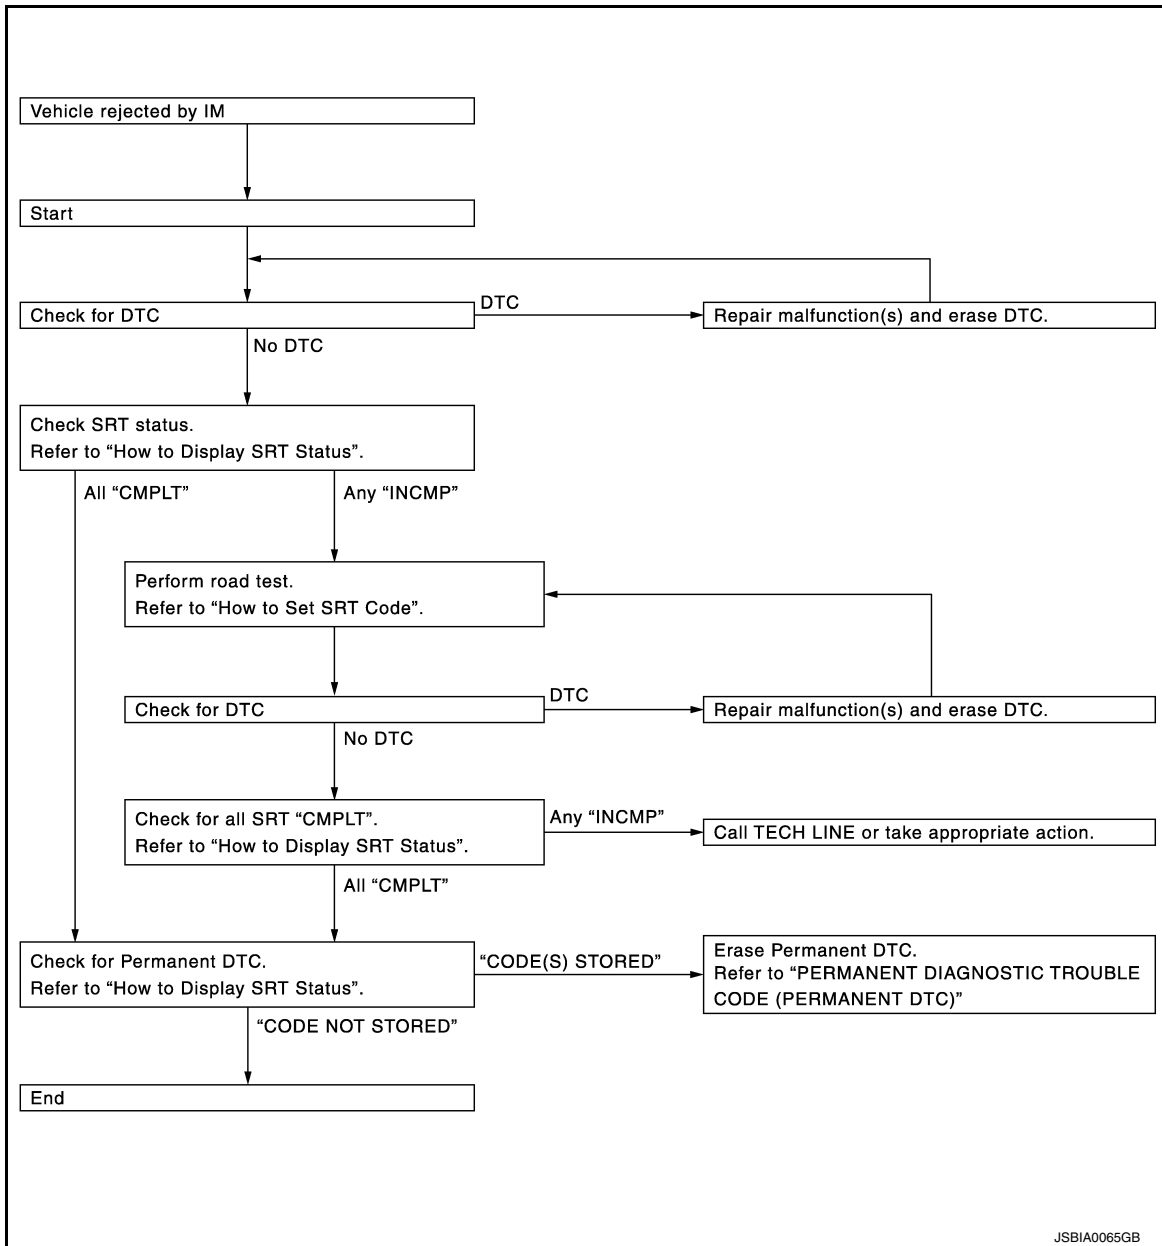 Vehicle rejected by IM
Start
Check for DTC
DTC
Repair malfunction(s) and erase DTC.
No DTC
Check SRT status.
Refer to “How to Display SRT Status”.
All “CMPLT”
Any “INCMP”
Perform road test.
Refer to “How to Set SRT Code”.
Check for DTC
DTC
Repair malfunction(s) and erase DTC.
No DTC
Check for all SRT “CMPLT”.
Refer to “How to Display SRT Status”.
Any “INCMP”
Call TECH LINE or take appropriate action.
All “CMPLT”
Check for Permanent DTC.
Refer to “How to Display SRT Status”.
“CODE(S) STORED”
Erase Permanent DTC.
Refer to “PERMANENT DIAGNOSTIC TROUBLE
CODE (PERMANENT DTC)”
“CODE NOT STORED”
End
JSBIA0065GB